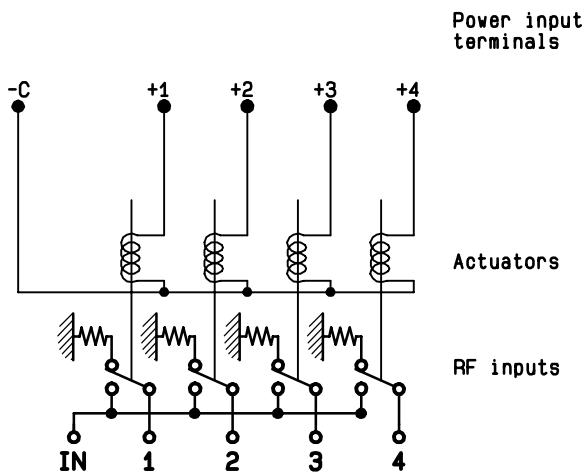 Power input
terminals
-C +1 +2 +3 +4
Actuators
RF inputs
IN 1 2 3 4